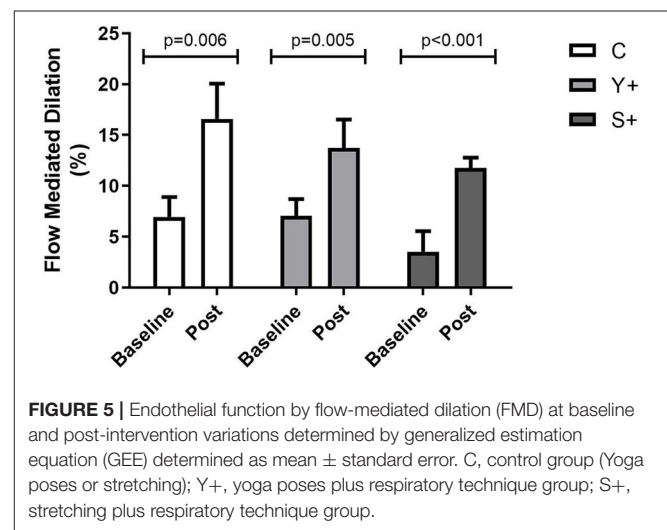 25
20
15
10
5
0
Flow Mediated Dilation
(%)
p=0.006
p=0.005
p<0.001
C
Y+
S+
Baseline
Post
Baseline
Post
Baseline
Post
FIGURE 5 | Endothelial function by flow-mediated dilation (FMD) at baseline
and post-intervention variations determined by generalized estimation
equation (GEE) determined as mean ± standard error. C, control group (Yoga
poses or stretching); Y+, yoga poses plus respiratory technique group; S+,
stretching plus respiratory technique group.